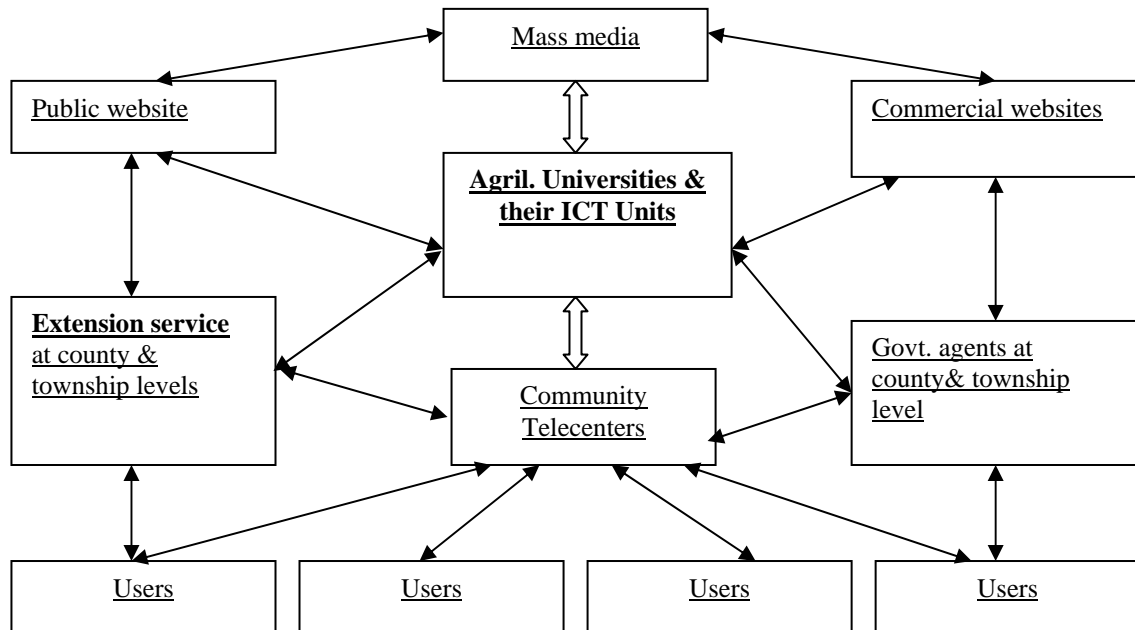 Mass media
Public website
Commercial websites
Agril. Universities &
their ICT Units
Extension service
at county &
township levels
Govt. agents at
county& township
level
Community
Telecenters
Users
Users
Users
Users